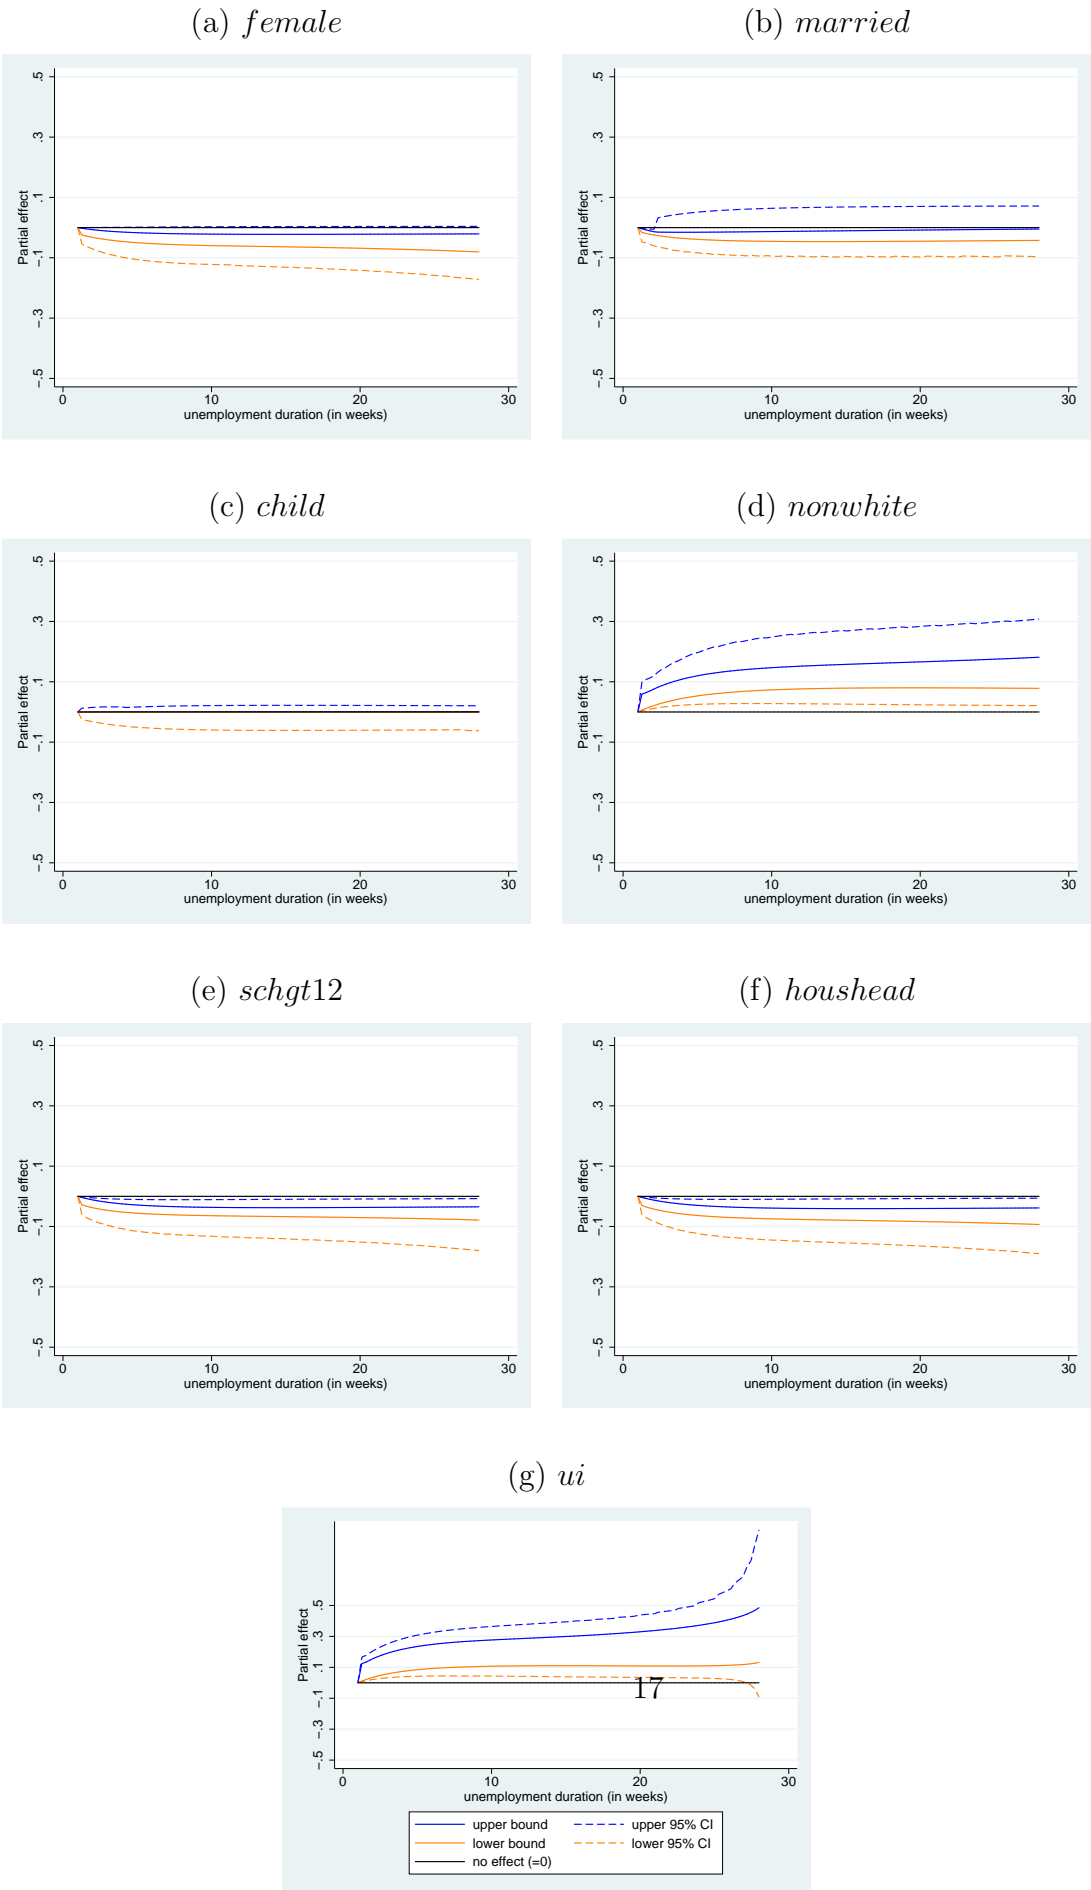 (a) female
.5
.3
.1
-.1
-.3
-.5
Partial effect
0 10 20 30
unemployment duration (in weeks)
(b) married
.5
.3
.1
-.1
-.3
-.5
Partial effect
0 10 20 30
unemployment duration (in weeks)
(c) child
.5
.3
.1
-.1
-.3
-.5
Partial effect
0 10 20 30
unemployment duration (in weeks)
(d) nonwhite
.5
.3
.1
-.1
-.3
-.5
Partial effect
0 10 20 30
unemployment duration (in weeks)
(e) schgt12
.5
.3
.1
-.1
-.3
-.5
Partial effect
0 10 20 30
unemployment duration (in weeks)
(f) houshead
.5
.3
.1
-.1
-.3
-.5
Partial effect
0 10 20 30
unemployment duration (in weeks)
(g) ui
.5
.3
.1
-.1
-.3
-.5
Partial effect
17
0 10 20 30
unemployment duration (in weeks)
upper bound upper 95% CI
lower bound lower 95% CI
no effect (=0)